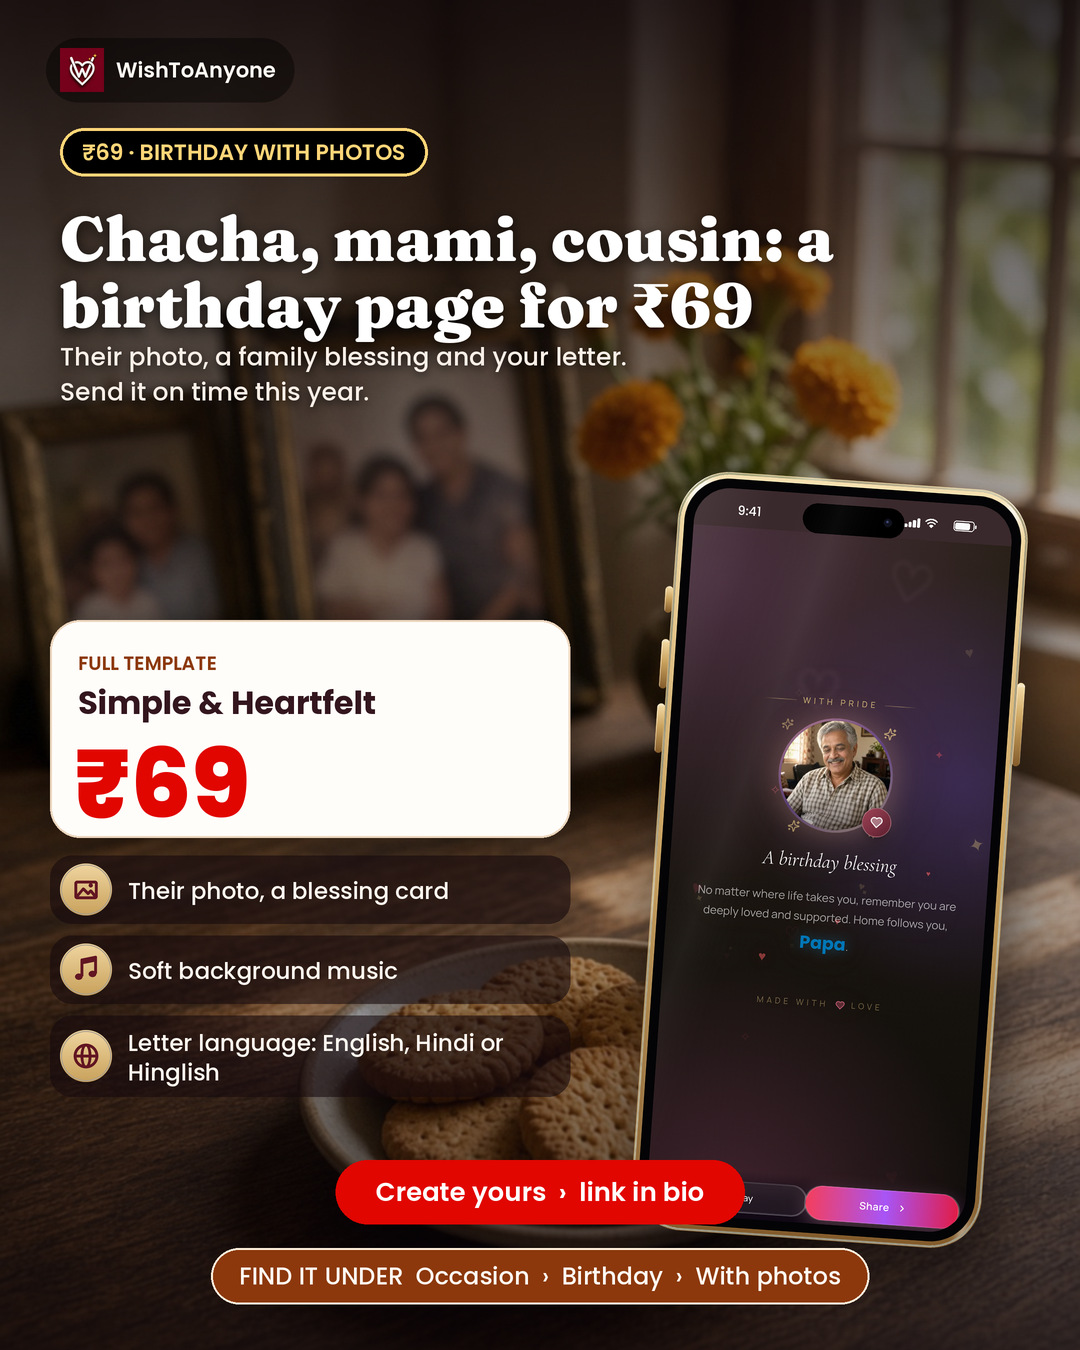 WishToAnyone
₹69 · BIRTHDAY WITH PHOTOS
Chacha, mami, cousin: a
birthday page for ₹69
Their photo, a family blessing and your letter.
Send it on time this year.
FULL TEMPLATE
Simple & Heartfelt
₹69
Their photo, a blessing card
Soft background music
Letter language: English, Hindi or
Hinglish
9:41
WITH PRIDE
A birthday blessing
No matter where life takes you, remember you are
deeply loved and supported. Home follows you,
Papa.
MADE WITH LOVE
Share ›
Create yours › link in bio
FIND IT UNDER Occasion › Birthday › With photos